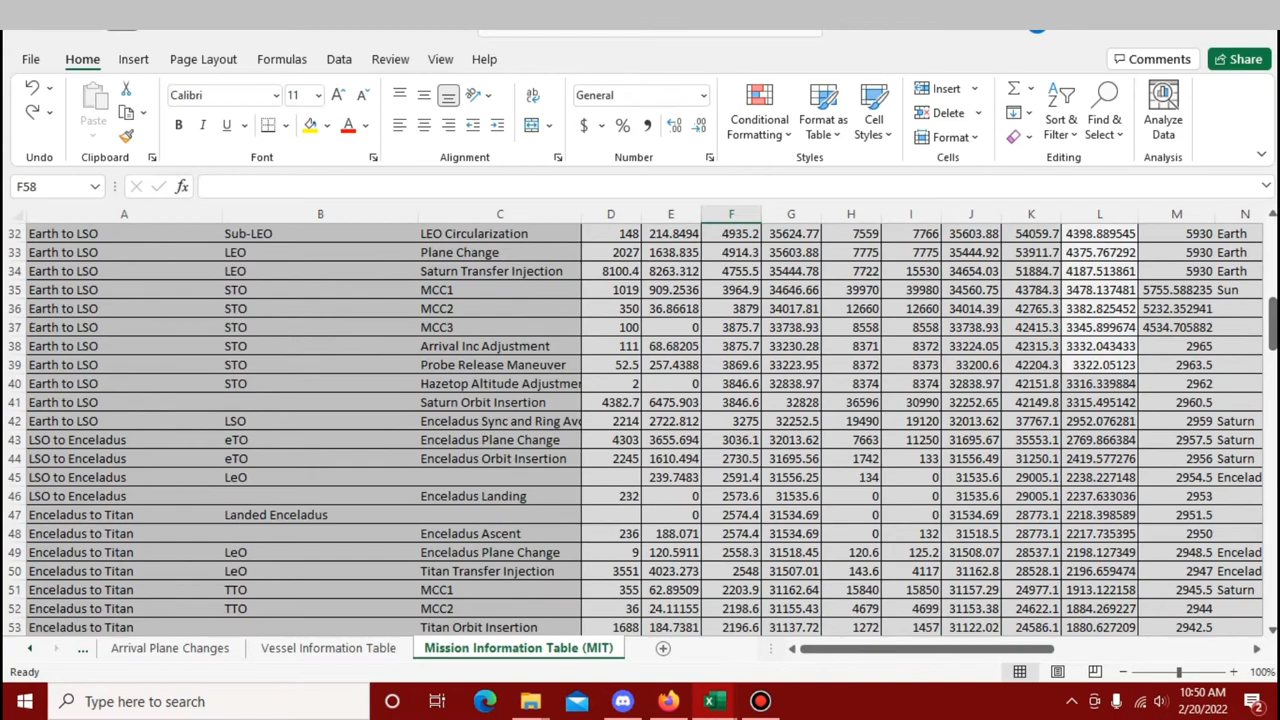 File Home Insert Page Layout Formulas Data Review View Help Comments Share
Calibri 11 General Insert
Paste Conditional Formatting Format as Table Cell Styles Delete Sort & Filter Find & Select Analyze Data
B I U A $ % Format
Undo Clipboard Font Alignment Number Styles Cells Editing Analysis
F58 fx
A B C D E F G H I J K L M N
32 Earth to LSO Sub-LEO LEO Circularization 148 214.8494 4935.2 35624.77 7559 7766 35603.88 54059.7 4398.889545 5930 Earth
33 Earth to LSO LEO Plane Change 2027 1638.835 4914.3 35603.88 7775 7775 35444.92 53911.7 4375.767292 5930 Earth
34 Earth to LSO LEO Saturn Transfer Injection 8100.4 8263.312 4755.5 35444.78 7722 15530 34654.03 51884.7 4187.513861 5930 Earth
35 Earth to LSO STO MCC1 1019 909.2536 3964.9 34646.66 39970 39980 34560.75 43784.3 3478.137481 5755.588235 Sun
36 Earth to LSO STO MCC2 350 36.86618 3879 34017.81 12660 12660 34014.39 42765.3 3382.825452 5232.352941
37 Earth to LSO STO MCC3 100 0 3875.7 33738.93 8558 8558 33738.93 42415.3 3345.899674 4534.705882
38 Earth to LSO STO Arrival Inc Adjustment 111 68.68205 3875.7 33230.28 8371 8372 33224.05 42315.3 3332.043433 2965
39 Earth to LSO STO Probe Release Maneuver 52.5 257.4388 3869.6 33223.95 8372 8373 33200.6 42204.3 3322.05123 2963.5
40 Earth to LSO STO Hazetop Altitude Adjustmer 2 0 3846.6 32838.97 8374 8374 32838.97 42151.8 3316.339884 2962
41 Earth to LSO Saturn Orbit Insertion 4382.7 6475.903 3846.6 32828 36596 30990 32252.65 42149.8 3315.495142 2960.5
42 Earth to LSO LSO Enceladus Sync and Ring Avo 2214 2722.812 3275 32252.5 19490 19120 32013.62 37767.1 2952.076281 2959 Saturn
43 LSO to Enceladus eTO Enceladus Plane Change 4303 3655.694 3036.1 32013.62 7663 11250 31695.67 35553.1 2769.866384 2957.5 Saturn
44 LSO to Enceladus eTO Enceladus Orbit Insertion 2245 1610.494 2730.5 31695.56 1742 133 31556.49 31250.1 2419.577276 2956 Saturn
45 LSO to Enceladus LeO 239.7483 2591.4 31556.25 134 0 31535.6 29005.1 2238.227148 2954.5 Encelad
46 LSO to Enceladus Enceladus Landing 232 0 2573.6 31535.6 0 0 31535.6 29005.1 2237.633036 2953
47 Enceladus to Titan Landed Enceladus 0 2574.4 31534.69 0 0 31534.69 28773.1 2218.398589 2951.5
48 Enceladus to Titan Enceladus Ascent 236 188.071 2574.4 31534.69 0 132 31518.5 28773.1 2217.735395 2950
49 Enceladus to Titan LeO Enceladus Plane Change 9 120.5911 2558.3 31518.45 120.6 125.2 31508.07 28537.1 2198.127349 2948.5 Encelad
50 Enceladus to Titan LeO Titan Transfer Injection 3551 4023.273 2548 31507.01 143.6 4117 31162.8 28528.1 2196.659474 2947 Encelad
51 Enceladus to Titan TTO MCC1 355 62.89509 2203.9 31162.64 15840 15850 31157.29 24977.1 1913.122158 2945.5 Saturn
52 Enceladus to Titan TTO MCC2 36 24.11155 2198.6 31155.43 4679 4699 31153.38 24622.1 1884.269227 2944
53 Enceladus to Titan Titan Orbit Insertion 1688 184.7381 2196.6 31137.72 1272 1457 31122.02 24586.1 1880.627209 2942.5
... Arrival Plane Changes Vessel Information Table Mission Information Table (MIT)
Ready 100%
Type here to search 10:50 AM
2/20/2022 2